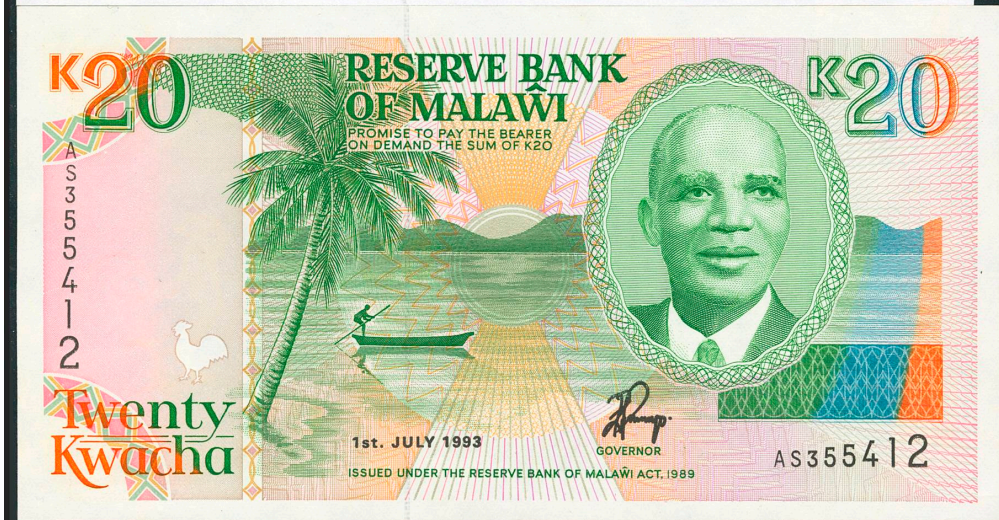 K20
RESERVE BANK
OF MALAŴI
PROMISE TO PAY THE BEARER
ON DEMAND THE SUM OF K20
K20
AS355412
Twenty
Kwacha
1st. JULY 1993
GOVERNOR
AS355412
ISSUED UNDER THE RESERVE BANK OF MALAŴI ACT, 1989